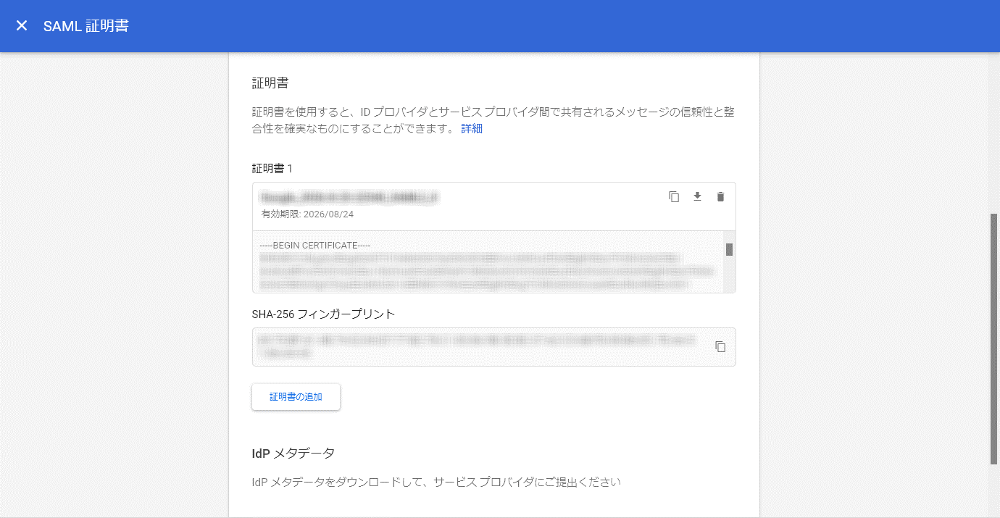 SAML 証明書
証明書
証明書を使用すると、ID プロバイダとサービス プロバイダ間で共有されるメッセージの信頼性と整
合性を確実なものにすることができます。 詳細
証明書 1
有効期限: 2026/08/24
-----BEGIN CERTIFICATE-----
SHA-256 フィンガープリント
証明書の追加
IdP メタデータ
IdP メタデータをダウンロードして、サービス プロバイダにご提出ください